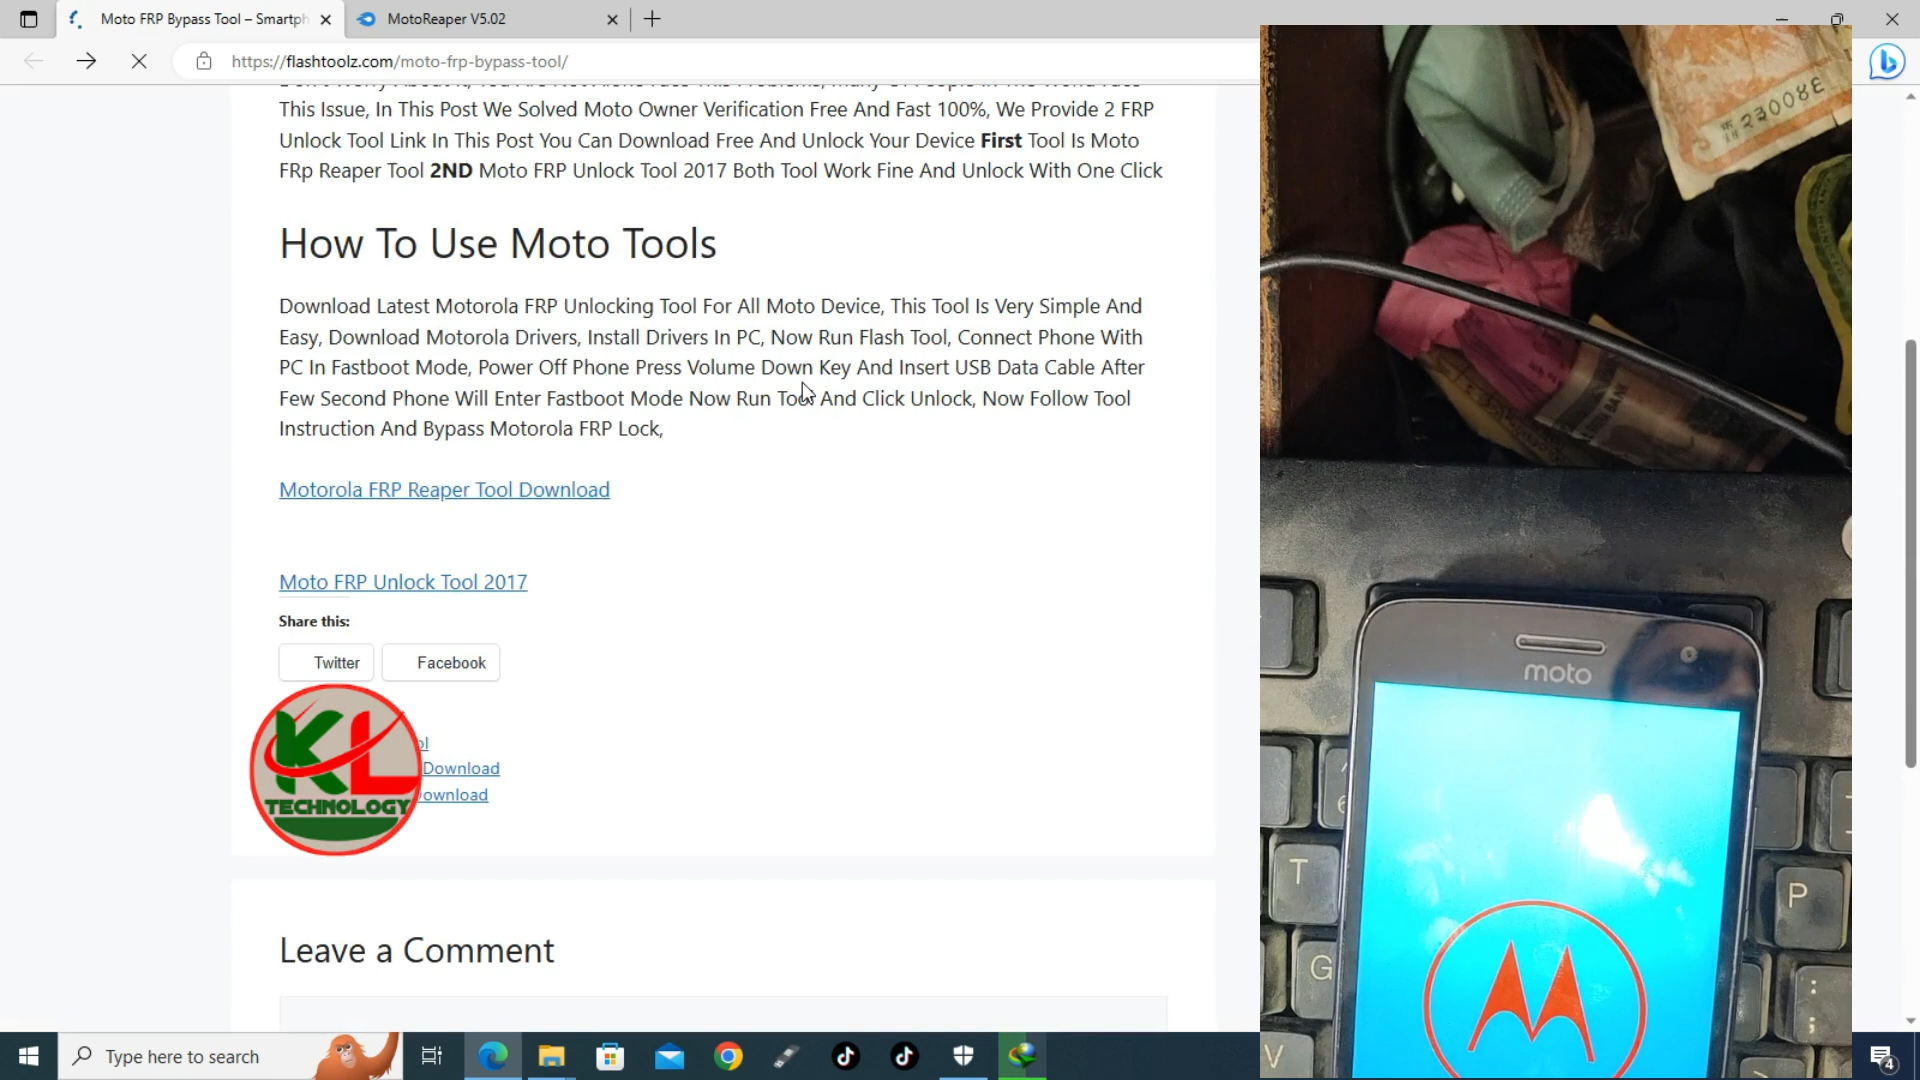 Moto FRP Bypass Tool – Smartph
MotoReaper V5.02
https://flashtoolz.com/moto-frp-bypass-tool/
This Issue, In This Post We Solved Moto Owner Verification Free And Fast 100%, We Provide 2 FRP
Unlock Tool Link In This Post You Can Download Free And Unlock Your Device First Tool Is Moto
FRp Reaper Tool 2ND Moto FRP Unlock Tool 2017 Both Tool Work Fine And Unlock With One Click
How To Use Moto Tools
Download Latest Motorola FRP Unlocking Tool For All Moto Device, This Tool Is Very Simple And
Easy, Download Motorola Drivers, Install Drivers In PC, Now Run Flash Tool, Connect Phone With
PC In Fastboot Mode, Power Off Phone Press Volume Down Key And Insert USB Data Cable After
Few Second Phone Will Enter Fastboot Mode Now Run Tool And Click Unlock, Now Follow Tool
Instruction And Bypass Motorola FRP Lock,
Motorola FRP Reaper Tool Download
Moto FRP Unlock Tool 2017
Share this:
Twitter
Facebook
ol
Download
ownload
KL
TECHNOLOGY
Leave a Comment
Type here to search
4
23008E
moto
T
P
G
V